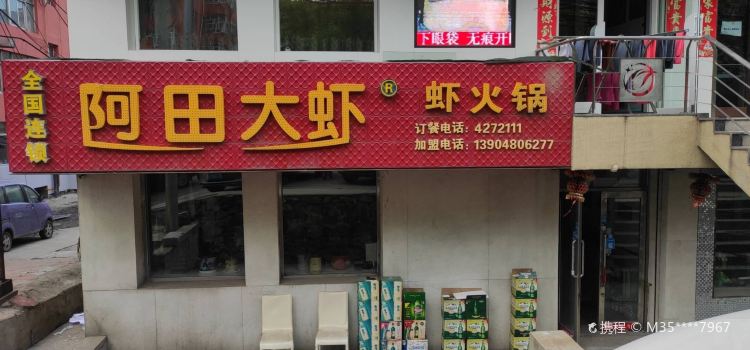 下眼袋 无痕开
全国连锁
阿田大虾®
虾火锅
订餐电话：4272111
加盟电话：13904806277
携程 © M35****7967